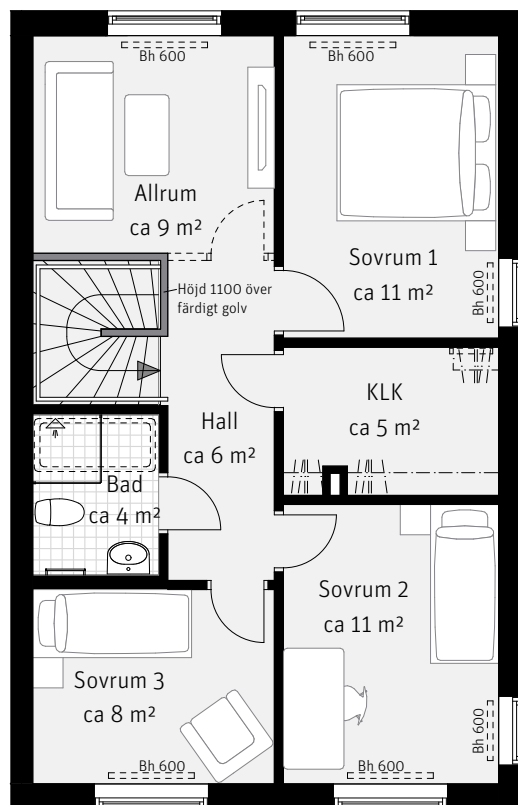 Bh 600
Bh 600
Allrum
ca 9 m²
Sovrum 1
ca 11 m²
Bh 600
Höjd 1100 över
färdigt golv
KLK
ca 5 m²
Hall
ca 6 m²
Bad
ca 4 m²
Sovrum 2
ca 11 m²
Sovrum 3
ca 8 m²
Bh 600
Bh 600
Bh 600